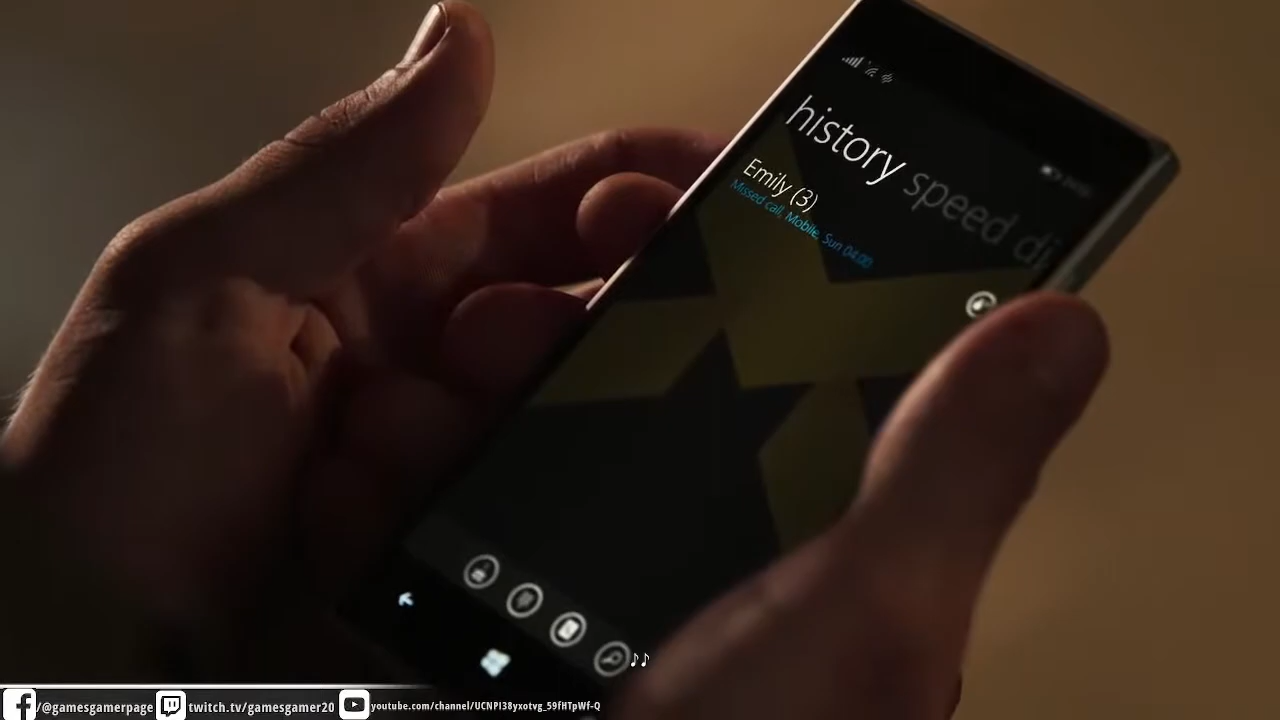 history speed di
Emily (3)
Missed call, Mobile, Sun 04:00
/@gamesgamerpage
twitch.tv/gamesgamer20
youtube.com/channel/UCNPI38yxotvg_59fHTpWf-Q